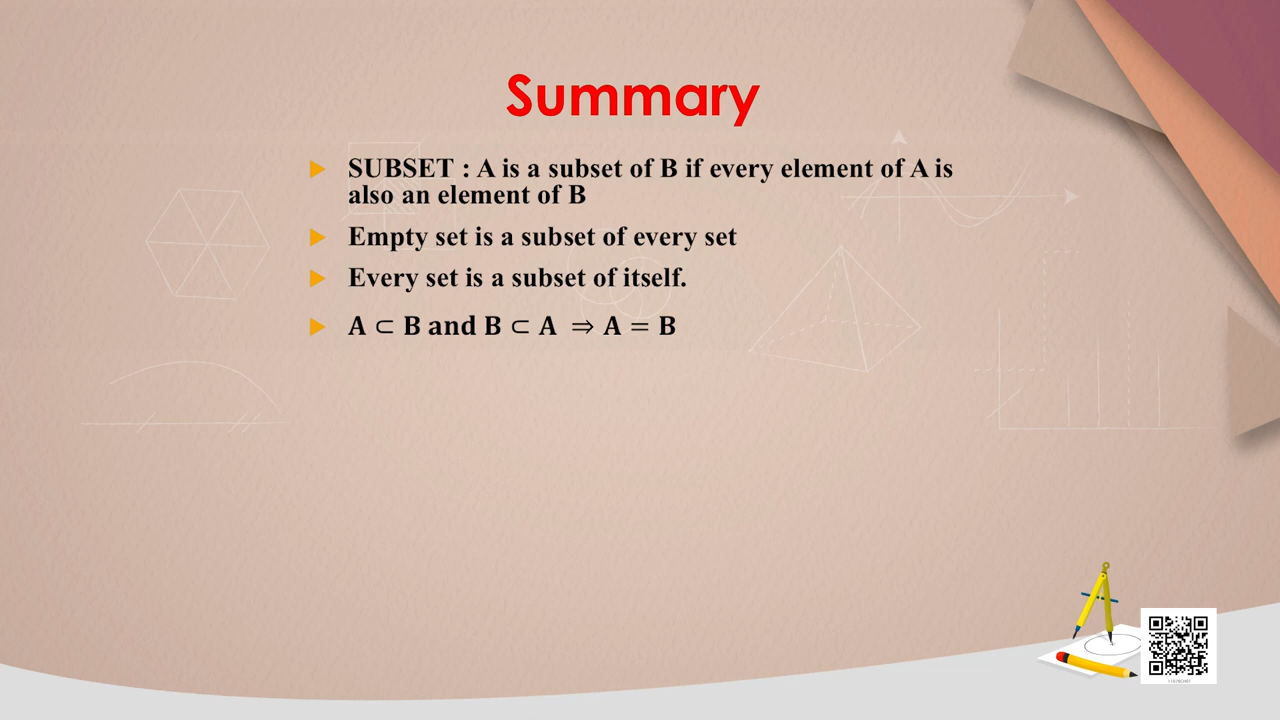 Summary
SUBSET : A is a subset of B if every element of A is
also an element of B
Empty set is a subset of every set
Every set is a subset of itself.
A ⊂ B and B ⊂ A ⇒ A = B